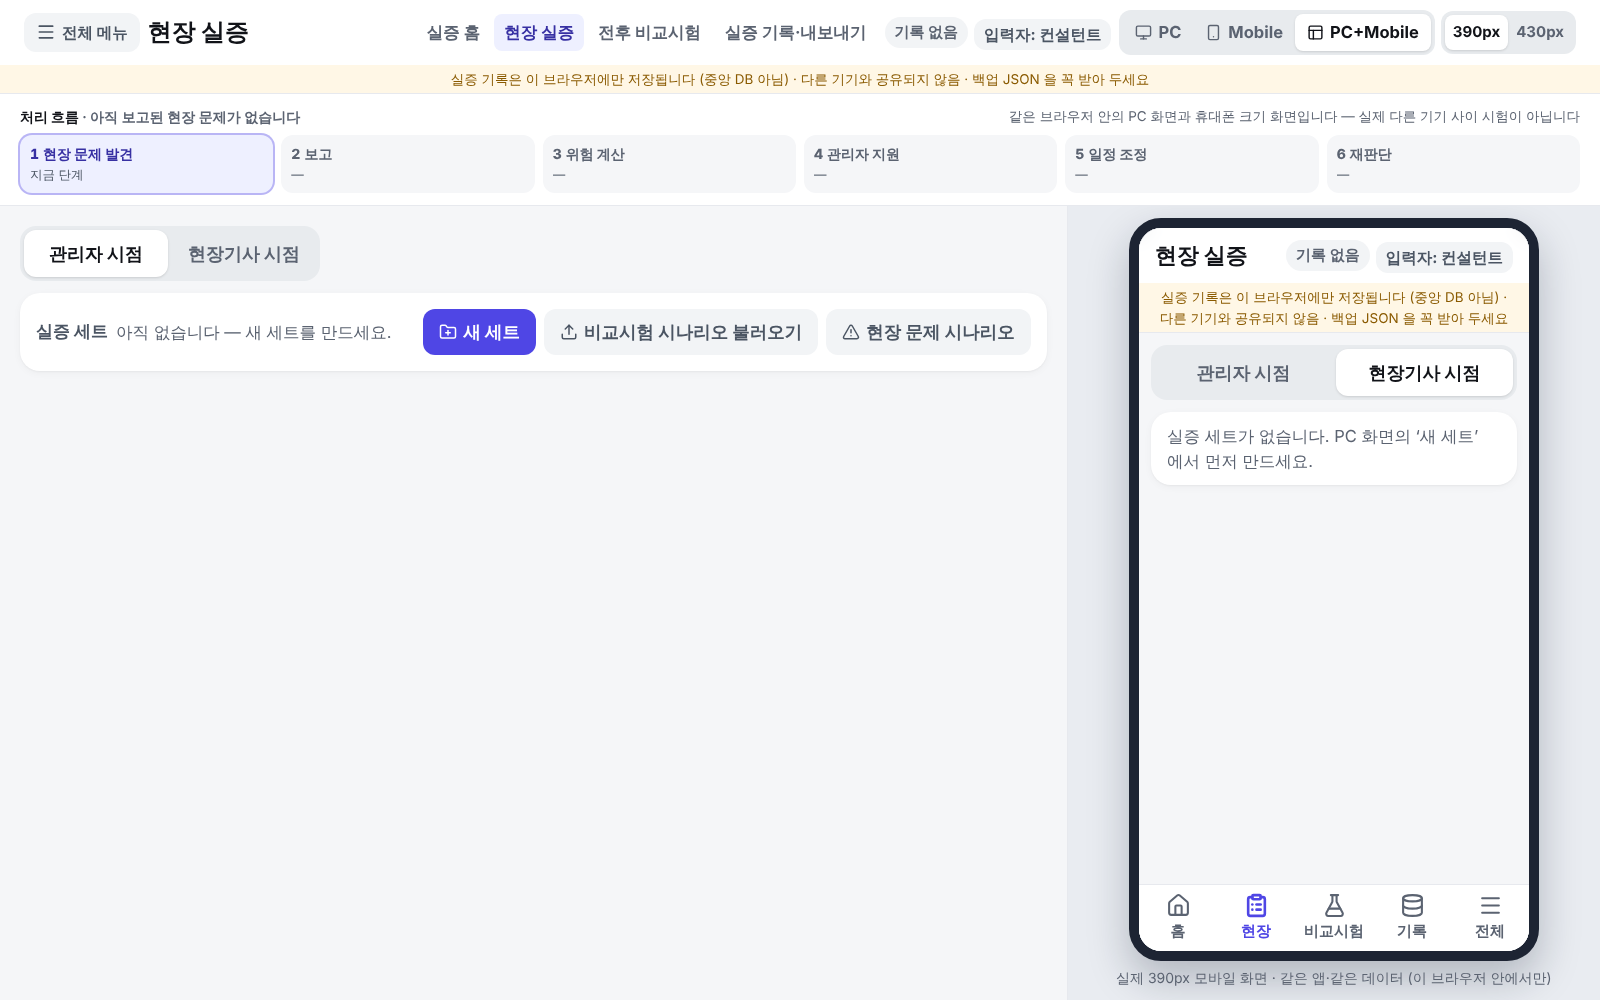 전체 메뉴
현장 실증
실증 홈
현장 실증
전후 비교시험
실증 기록·내보내기
기록 없음
입력자: 컨설턴트
PC
Mobile
PC+Mobile
390px
430px
실증 기록은 이 브라우저에만 저장됩니다 (중앙 DB 아님) · 다른 기기와 공유되지 않음 · 백업 JSON 을 꼭 받아 두세요
처리 흐름 · 아직 보고된 현장 문제가 없습니다
같은 브라우저 안의 PC 화면과 휴대폰 크기 화면입니다 — 실제 다른 기기 사이 시험이 아닙니다
1 현장 문제 발견
지금 단계
2 보고
—
3 위험 계산
—
4 관리자 지원
—
5 일정 조정
—
6 재판단
—
관리자 시점
현장기사 시점
실증 세트 아직 없습니다 — 새 세트를 만드세요.
새 세트
비교시험 시나리오 불러오기
현장 문제 시나리오
현장 실증
기록 없음
입력자: 컨설턴트
실증 기록은 이 브라우저에만 저장됩니다 (중앙 DB 아님) ·
다른 기기와 공유되지 않음 · 백업 JSON 을 꼭 받아 두세요
관리자 시점
현장기사 시점
실증 세트가 없습니다. PC 화면의 ‘새 세트’
에서 먼저 만드세요.
홈
현장
비교시험
기록
전체
실제 390px 모바일 화면 · 같은 앱·같은 데이터 (이 브라우저 안에서만)